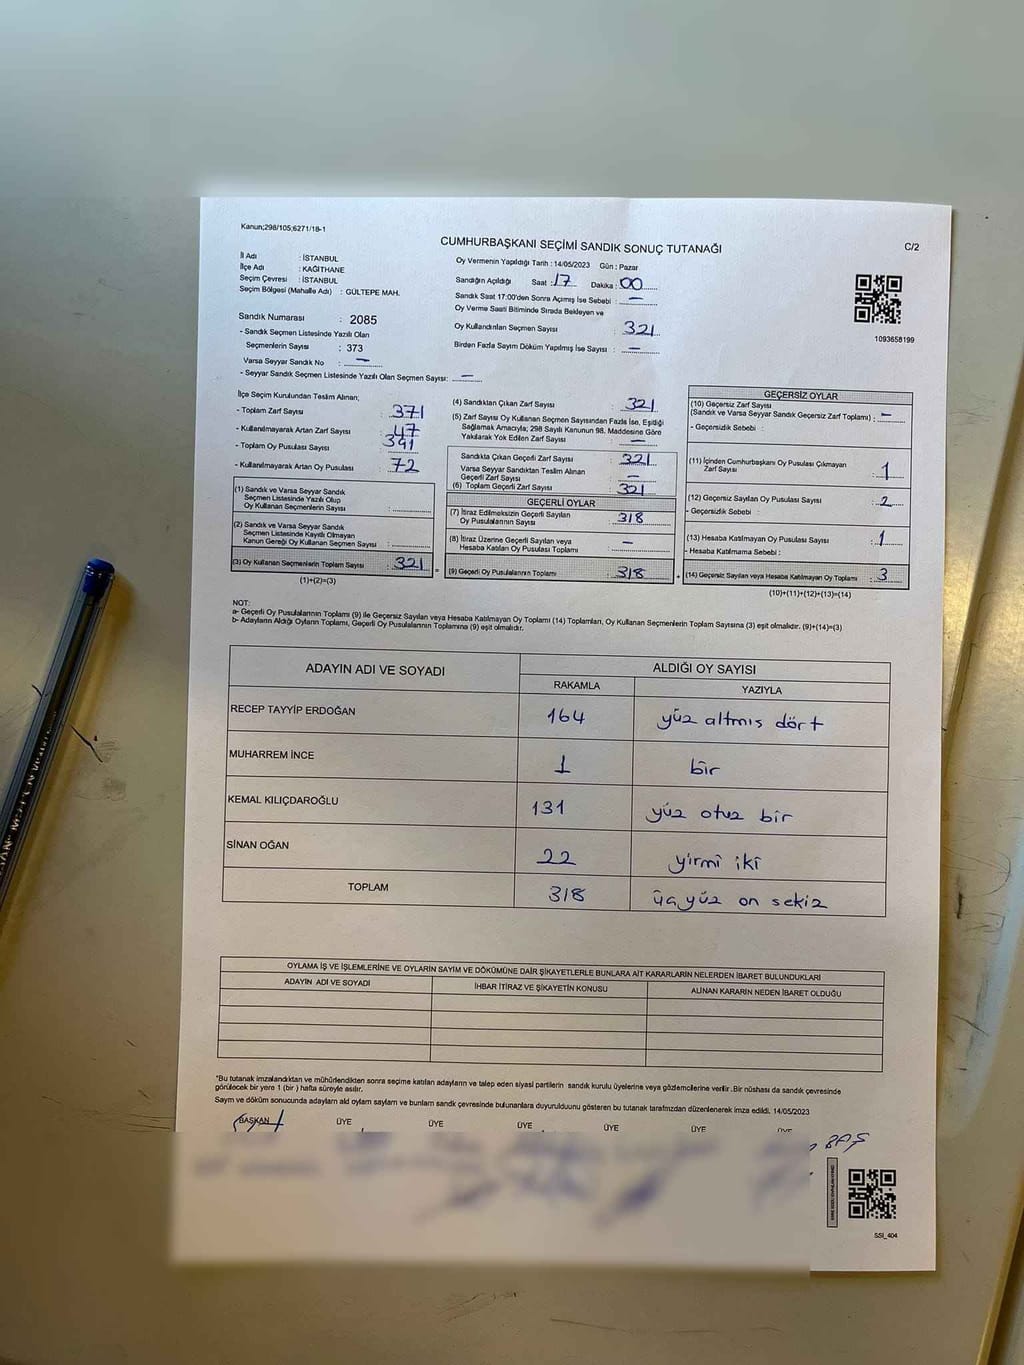 Kanun;298/105;6271/18-1
CUMHURBAŞKANI SEÇİMİ SANDIK SONUÇ TUTANAĞI
C/2
İl Adı : İSTANBUL
İlçe Adı : KAĞITHANE
Seçim Çevresi : İSTANBUL
Seçim Bölgesi (Mahalle Adı) : GÜLTEPE MAH.
Sandık Numarası : 2085
- Sandık Seçmen Listesinde Yazılı Olan
Seçmenlerin Sayısı : 373
Varsa Seyyar Sandık No : —
- Seyyar Sandık Seçmen Listesinde Yazılı Olan Seçmen Sayısı: —
Oy Vermenin Yapıldığı Tarih : 14/05/2023 Gün : Pazar
Sandığın Açıldığı Saat : 17 Dakika : 00
Sandık Saat 17:00'den Sonra Açılmış İse Sebebi : —
Oy Verme Saati Bitiminde Sırada Bekleyen ve
Oy Kullandırılan Seçmen Sayısı : 321
Birden Fazla Sayım Döküm Yapılmış İse Sayısı : —
1093658199
İlçe Seçim Kurulundan Teslim Alınan;
- Toplam Zarf Sayısı : 371
- Kullanılmayarak Artan Zarf Sayısı : 47
- Toplam Oy Pusulası Sayısı : 391
- Kullanılmayarak Artan Oy Pusulası : 72
(1) Sandık ve Varsa Seyyar Sandık
Seçmen Listesinde Yazılı Olup
Oy Kullanan Seçmenlerin Sayısı :
(2) Sandık ve Varsa Seyyar Sandık
Seçmen Listesinde Kayıtlı Olmayan
Kanun Gereği Oy Kullanan Seçmen Sayısı :
(3) Oy Kullanan Seçmenlerin Toplam Sayısı : 321
(1)+(2)=(3)
(4) Sandıktan Çıkan Zarf Sayısı : 321
(5) Zarf Sayısı Oy Kullanan Seçmen Sayısından Fazla İse, Eşitliği
Sağlamak Amacıyla; 298 Sayılı Kanunun 98. Maddesine Göre
Yakılarak Yok Edilen Zarf Sayısı : —
Sandıkta Çıkan Geçerli Zarf Sayısı : 321
Varsa Seyyar Sandıktan Teslim Alınan
Geçerli Zarf Sayısı : —
(6) Toplam Geçerli Zarf Sayısı : 321
GEÇERLİ OYLAR
(7) İtiraz Edilmeksizin Geçerli Sayılan
Oy Pusulalarının Sayısı : 318
(8) İtiraz Üzerine Geçerli Sayılan veya
Hesaba Katılan Oy Pusulası Toplamı : —
(9) Geçerli Oy Pusulalarının Toplamı : 318
GEÇERSİZ OYLAR
(10) Geçersiz Zarf Sayısı
(Sandık ve Varsa Seyyar Sandık Geçersiz Zarf Toplamı) : —
- Geçersizlik Sebebi :
(11) İçinden Cumhurbaşkanı Oy Pusulası Çıkmayan
Zarf Sayısı : 1
(12) Geçersiz Sayılan Oy Pusulası Sayısı : 2
- Geçersizlik Sebebi :
(13) Hesaba Katılmayan Oy Pusulası Sayısı : 1
- Hesaba Katılmama Sebebi :
(14) Geçersiz Sayılan veya Hesaba Katılmayan Oy Toplamı : 3
(10)+(11)+(12)+(13)=(14)
NOT:
a- Geçerli Oy Pusulalarının Toplamı (9) ile Geçersiz Sayılan veya Hesaba Katılmayan Oy Toplamı (14) Toplamları, Oy Kullanan Seçmenlerin Toplam Sayısına (3) eşit olmalıdır. (9)+(14)=(3)
b- Adayların Aldığı Oyların Toplamı, Geçerli Oy Pusulalarının Toplamına (9) eşit olmalıdır.
ADAYIN ADI VE SOYADI ALDIĞI OY SAYISI
RAKAMLA YAZIYLA
RECEP TAYYİP ERDOĞAN 164 yüz altmış dört
MUHARREM İNCE 1 bir
KEMAL KILIÇDAROĞLU 131 yüz otuz bir
SİNAN OĞAN 22 yirmi iki
TOPLAM 318 üçyüz on sekiz
OYLAMA İŞ VE İŞLEMLERİNE VE OYLARIN SAYIM VE DÖKÜMÜNE DAİR ŞİKAYETLERLE BUNLARA AİT KARARLARIN NELERDEN İBARET BULUNDUKLARI
ADAYIN ADI VE SOYADI İHBAR İTİRAZ VE ŞİKAYETİN KONUSU ALINAN KARARIN NEDEN İBARET OLDUĞU
*Bu tutanak imzalandıktan ve mühürlendikten sonra seçime katılan adayların ve talep eden siyasi partilerin sandık kurulu üyelerine veya gözlemcilerine verilir. Bir nüshası da sandık çevresinde
görülecek bir yere 1 (bir ) hafta süreyle asılır.
Sayım ve döküm sonucunda adayların ald oyların sayların ve bunların sandk çevresinde bulunanlara duyurulduunu gösteren bu tutanak tarafmzdan düzenlenerek imza edildi. 14/05/2023
BAŞKAN ÜYE ÜYE ÜYE ÜYE ÜYE ÜYE
SSİ_404